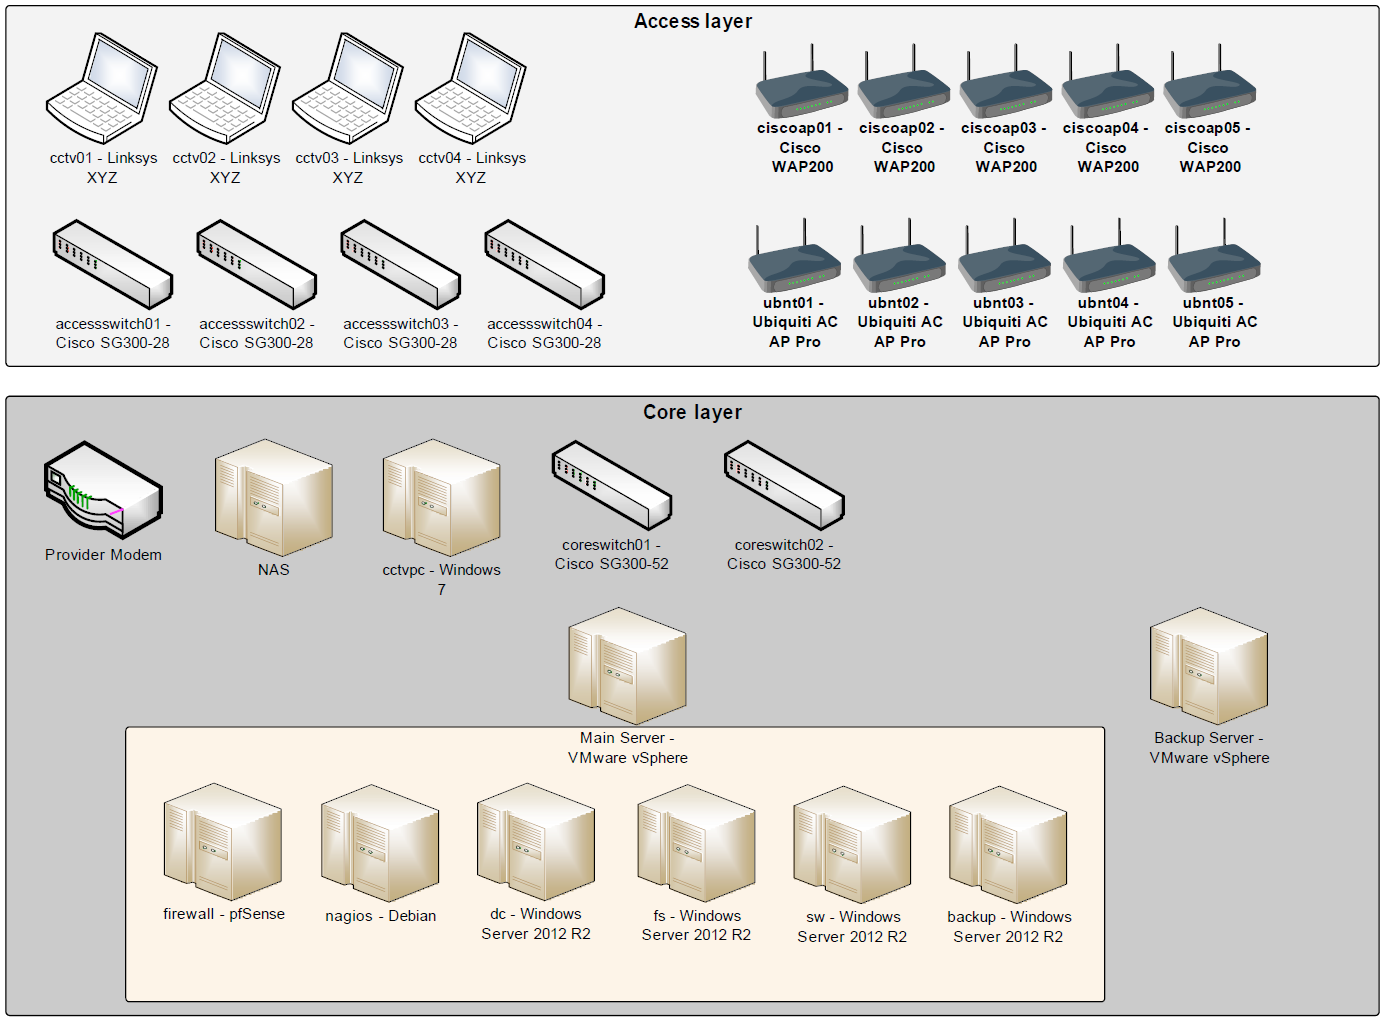 Access layer
cctv01 - Linksys
XYZ
cctv02 - Linksys
XYZ
cctv03 - Linksys
XYZ
cctv04 - Linksys
XYZ
ciscoap01 -
Cisco
WAP200
ciscoap02 -
Cisco
WAP200
ciscoap03 -
Cisco
WAP200
ciscoap04 -
Cisco
WAP200
ciscoap05 -
Cisco
WAP200
accessswitch01 -
Cisco SG300-28
accessswitch02 -
Cisco SG300-28
accessswitch03 -
Cisco SG300-28
accessswitch04 -
Cisco SG300-28
ubnt01 -
Ubiquiti AC
AP Pro
ubnt02 -
Ubiquiti AC
AP Pro
ubnt03 -
Ubiquiti AC
AP Pro
ubnt04 -
Ubiquiti AC
AP Pro
ubnt05 -
Ubiquiti AC
AP Pro
Core layer
Provider Modem
NAS
cctvpc - Windows
7
coreswitch01 -
Cisco SG300-52
coreswitch02 -
Cisco SG300-52
Main Server -
VMware vSphere
Backup Server -
VMware vSphere
firewall - pfSense
nagios - Debian
dc - Windows
Server 2012 R2
fs - Windows
Server 2012 R2
sw - Windows
Server 2012 R2
backup - Windows
Server 2012 R2